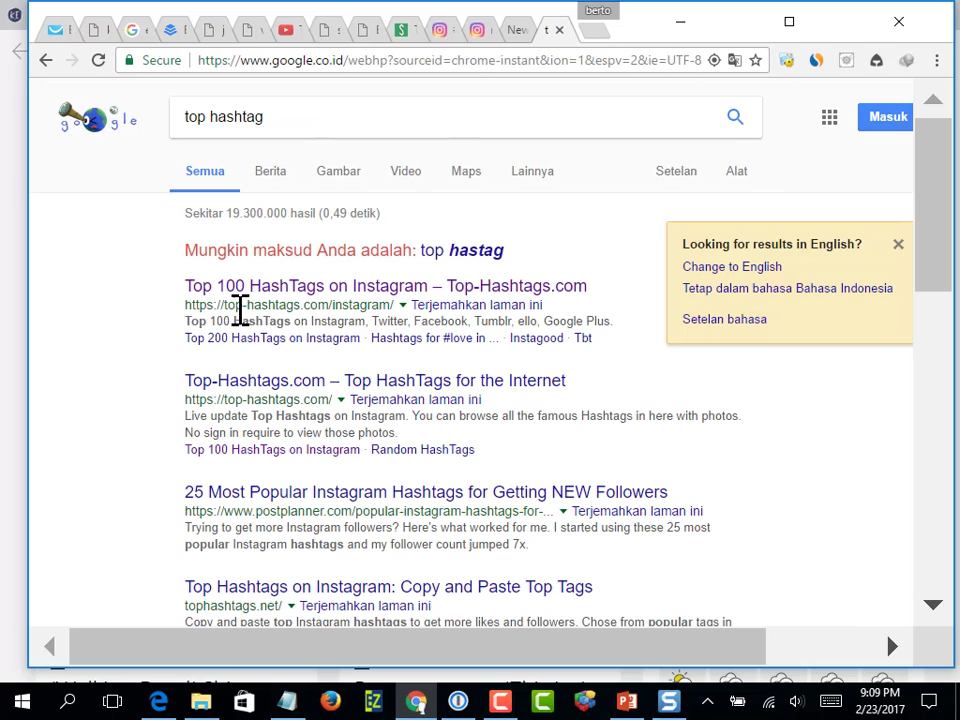 berto
New
Secure
https://www.google.co.id/webhp?sourceid=chrome-instant&ion=1&espv=2&ie=UTF-8
top hashtag
Masuk
Semua Berita Gambar Video Maps Lainnya Setelan Alat
Sekitar 19.300.000 hasil (0,49 detik)
Mungkin maksud Anda adalah: top hastag
Top 100 HashTags on Instagram – Top-Hashtags.com
https://top-hashtags.com/instagram/ Terjemahkan laman ini
Top 100 HashTags on Instagram, Twitter, Facebook, Tumblr, ello, Google Plus.
Top 200 HashTags on Instagram · Hashtags for #love in ... · Instagood · Tbt
Top-Hashtags.com – Top HashTags for the Internet
https://top-hashtags.com/ Terjemahkan laman ini
Live update Top Hashtags on Instagram. You can browse all the famous Hashtags in here with photos.
No sign in require to view those photos.
Top 100 HashTags on Instagram · Random HashTags
25 Most Popular Instagram Hashtags for Getting NEW Followers
https://www.postplanner.com/popular-instagram-hashtags-for-... Terjemahkan laman ini
Trying to get more Instagram followers? Here's what worked for me. I started using these 25 most
popular Instagram hashtags and my follower count jumped 7x.
Top Hashtags on Instagram: Copy and Paste Top Tags
tophashtags.net/ Terjemahkan laman ini
Copy and paste top Instagram hashtags to get more likes and followers. Chose from popular tags in
Looking for results in English?
Change to English
Tetap dalam bahasa Bahasa Indonesia
Setelan bahasa
9:09 PM
2/23/2017